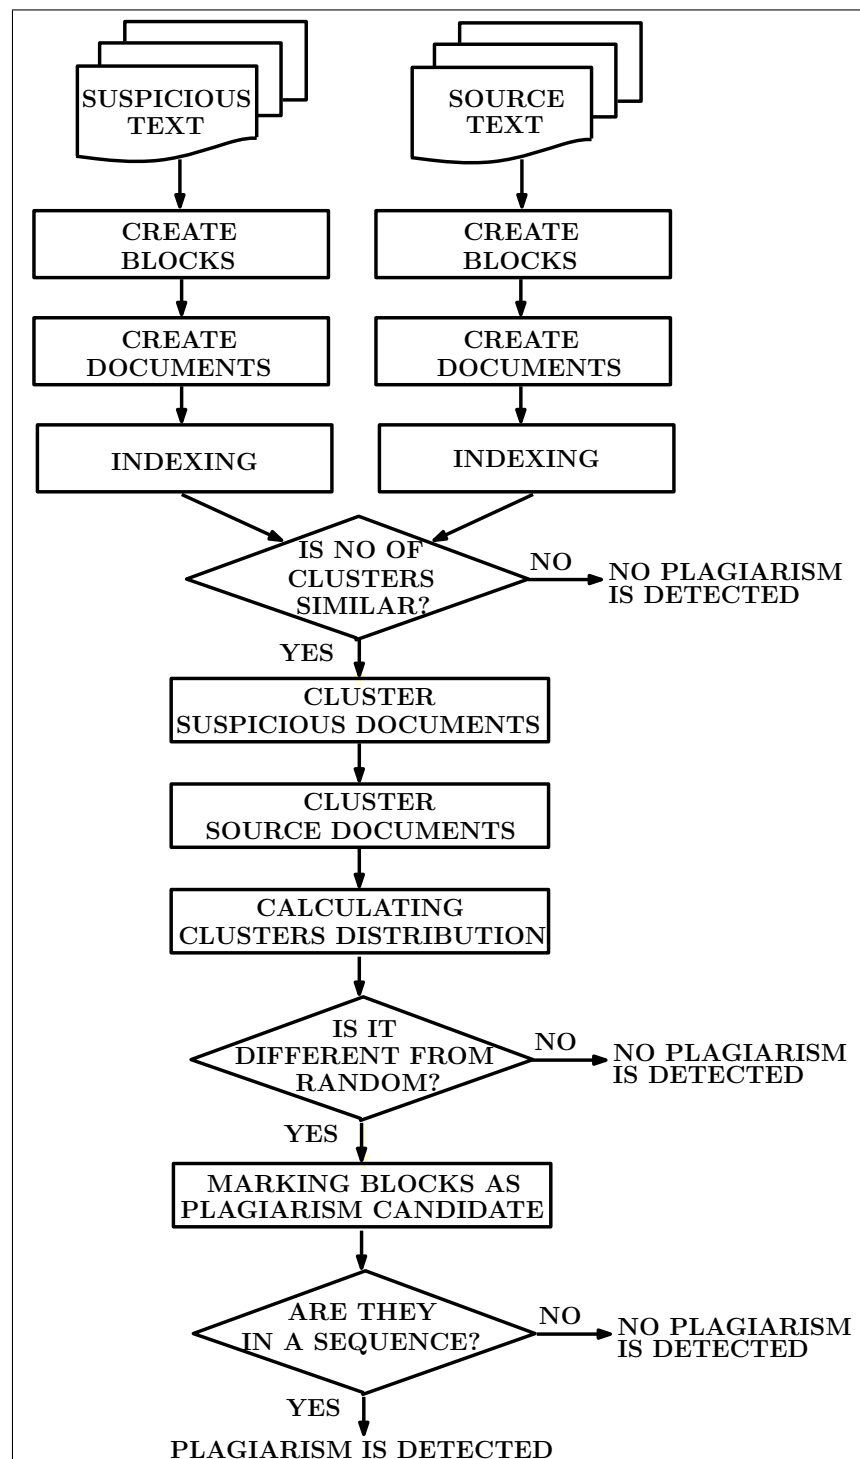 SUSPICIOUS
TEXT
SOURCE
TEXT
CREATE
BLOCKS
CREATE
BLOCKS
CREATE
DOCUMENTS
CREATE
DOCUMENTS
INDEXING
INDEXING
IS NO OF
CLUSTERS
SIMILAR?
NO
NO PLAGIARISM
IS DETECTED
YES
CLUSTER
SUSPICIOUS DOCUMENTS
CLUSTER
SOURCE DOCUMENTS
CALCULATING
CLUSTERS DISTRIBUTION
IS IT
DIFFERENT FROM
RANDOM?
NO
NO PLAGIARISM
IS DETECTED
YES
MARKING BLOCKS AS
PLAGIARISM CANDIDATE
ARE THEY
IN A SEQUENCE?
NO
NO PLAGIARISM
IS DETECTED
YES
PLAGIARISM IS DETECTED